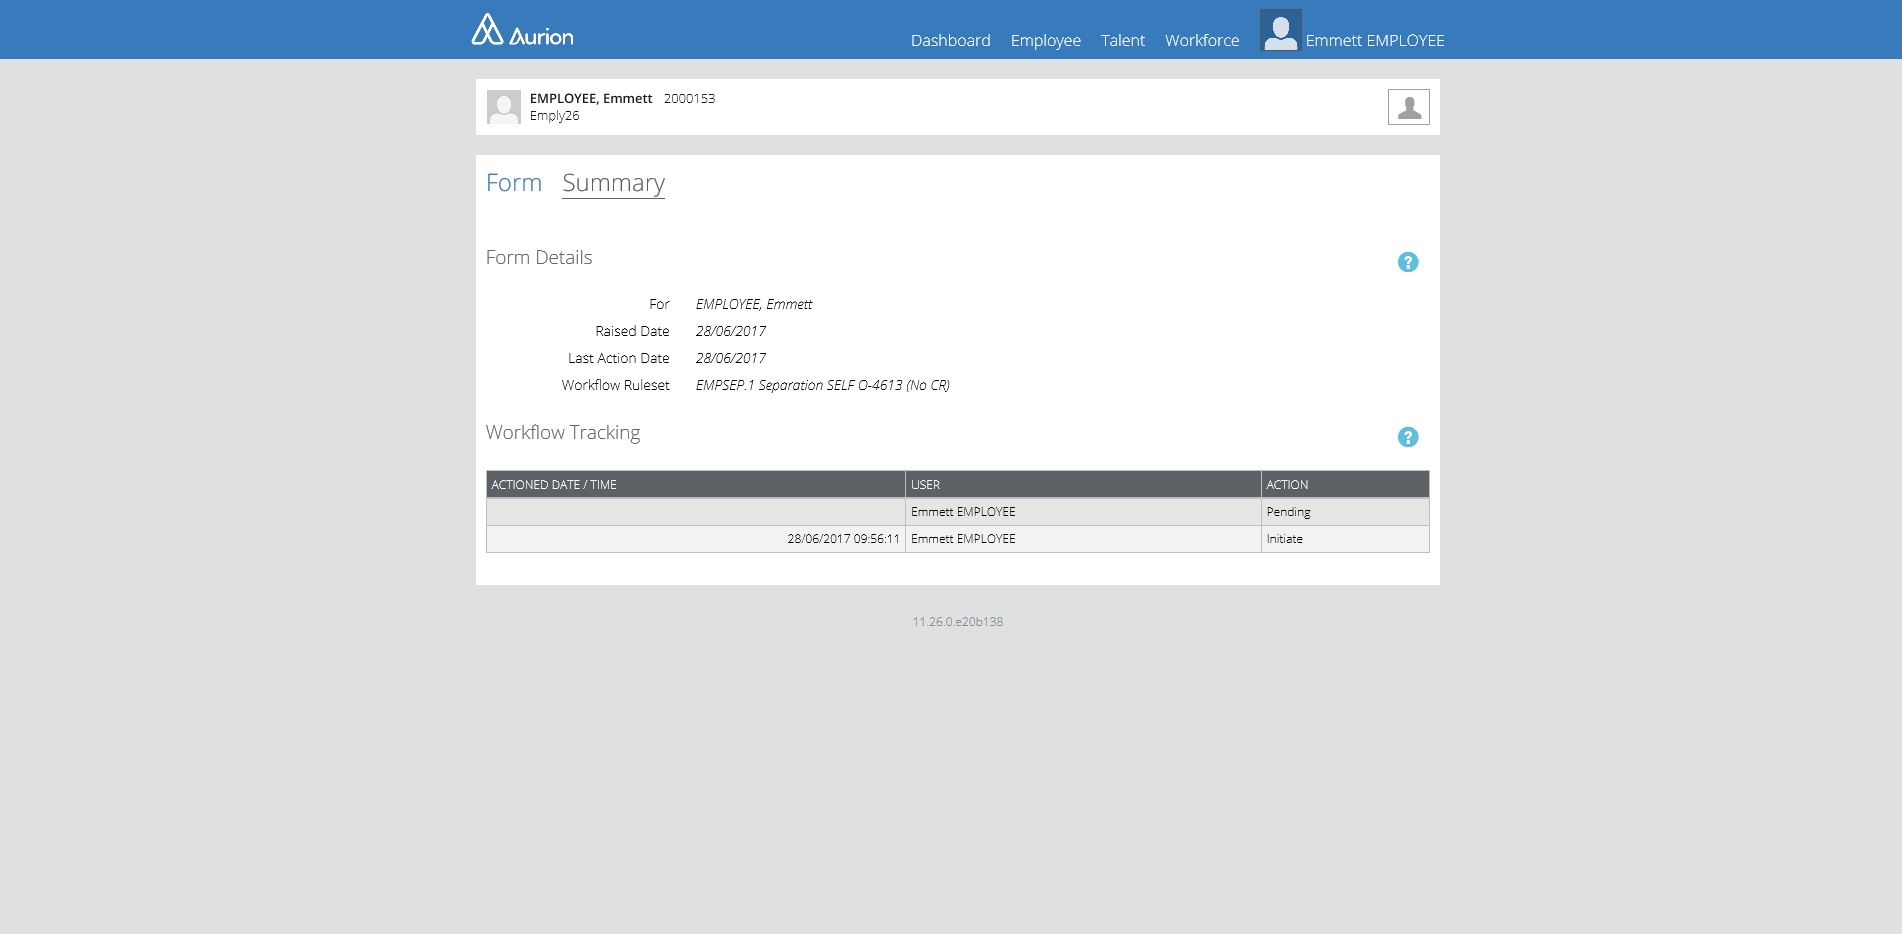 Aurion
Dashboard Employee Talent Workforce Emmett EMPLOYEE
EMPLOYEE, Emmett 2000153
Emply26
Form Summary
Form Details
?
For EMPLOYEE, Emmett
Raised Date 28/06/2017
Last Action Date 28/06/2017
Workflow Ruleset EMPSEP.1 Separation SELF O-4613 (No CR)
Workflow Tracking
?
ACTIONED DATE / TIME USER ACTION
Emmett EMPLOYEE Pending
28/06/2017 09:56:11 Emmett EMPLOYEE Initiate
11.26.0.e20b138